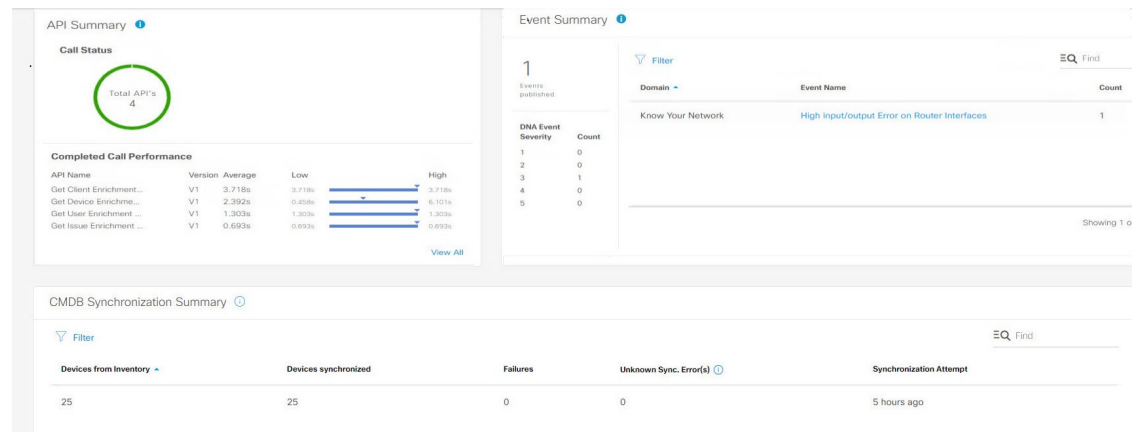 API Summary
Call Status
Total API's
4
Completed Call Performance
API Name Version Average Low High
Get Client Enrichment... V1 3.718s 3.718s 3.718s
Get Device Enrichme... V1 2.392s 0.458s 6.101s
Get User Enrichment ... V1 1.303s 1.303s 1.303s
Get Issue Enrichment ... V1 0.693s 0.693s 0.693s
View All
Event Summary
1
Events
published
DNA Event
Severity Count
1 0
2 0
3 1
4 0
5 0
Filter Find
Domain Event Name Count
Know Your Network High input/output Error on Router Interfaces 1
Showing 1 o
CMDB Synchronization Summary
Filter Find
Devices from Inventory Devices synchronized Failures Unknown Sync. Error(s) Synchronization Attempt
25 25 0 0 5 hours ago